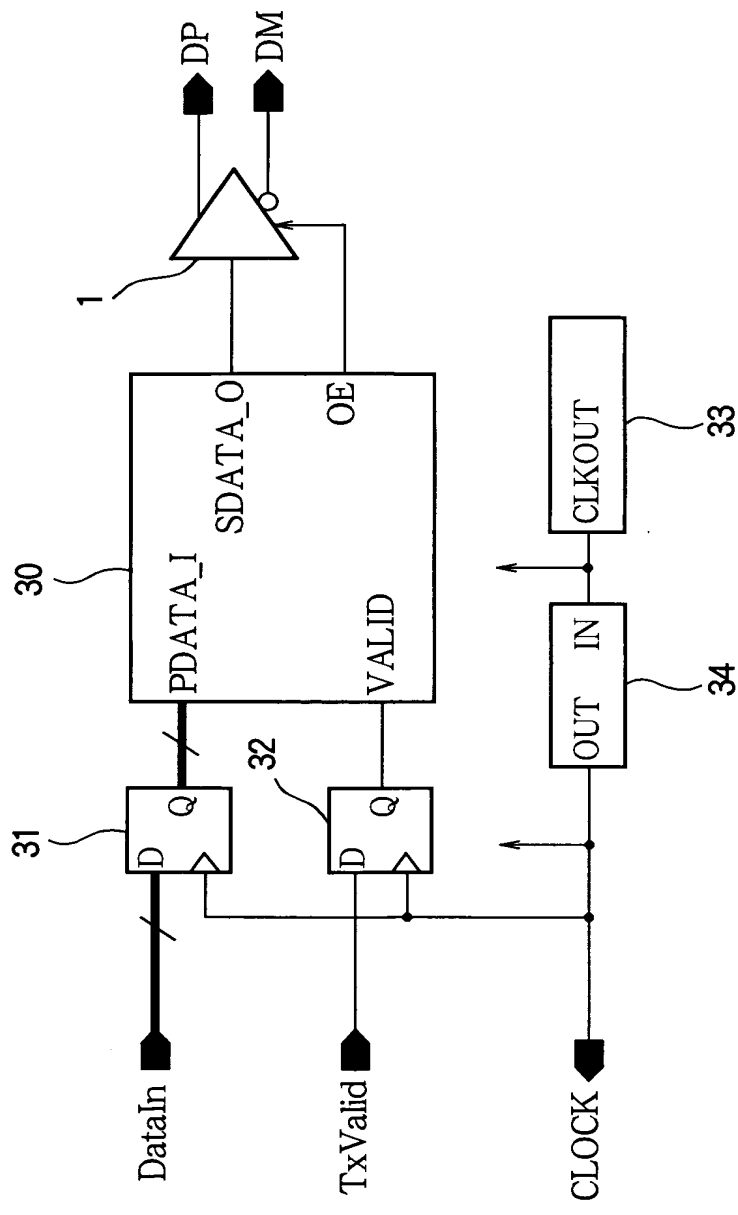 DP
DM
1
SDATA_O
OE
30
PDATA_I
VALID
CLKOUT
33
31
D
Q
32
D
Q
OUT
IN
34
DataIn
TxValid
CLOCK